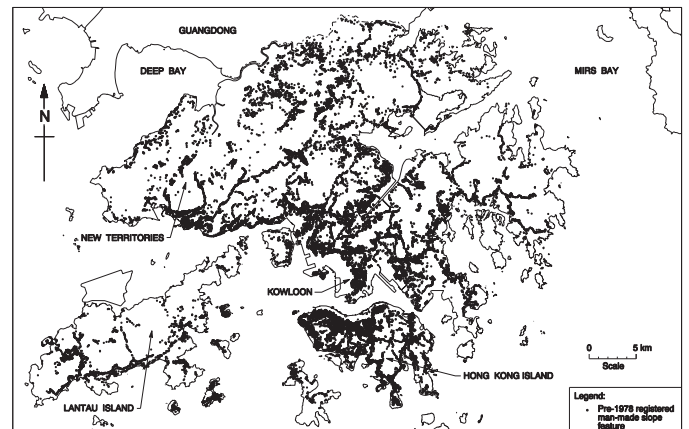 GUANGDONG
DEEP BAY
MIRS BAY
N
NEW TERRITORIES
KOWLOON
0 5 km
Scale
HONG KONG ISLAND
LANTAU ISLAND
Legend:
• Pre-1978 registered
man-made slope
feature